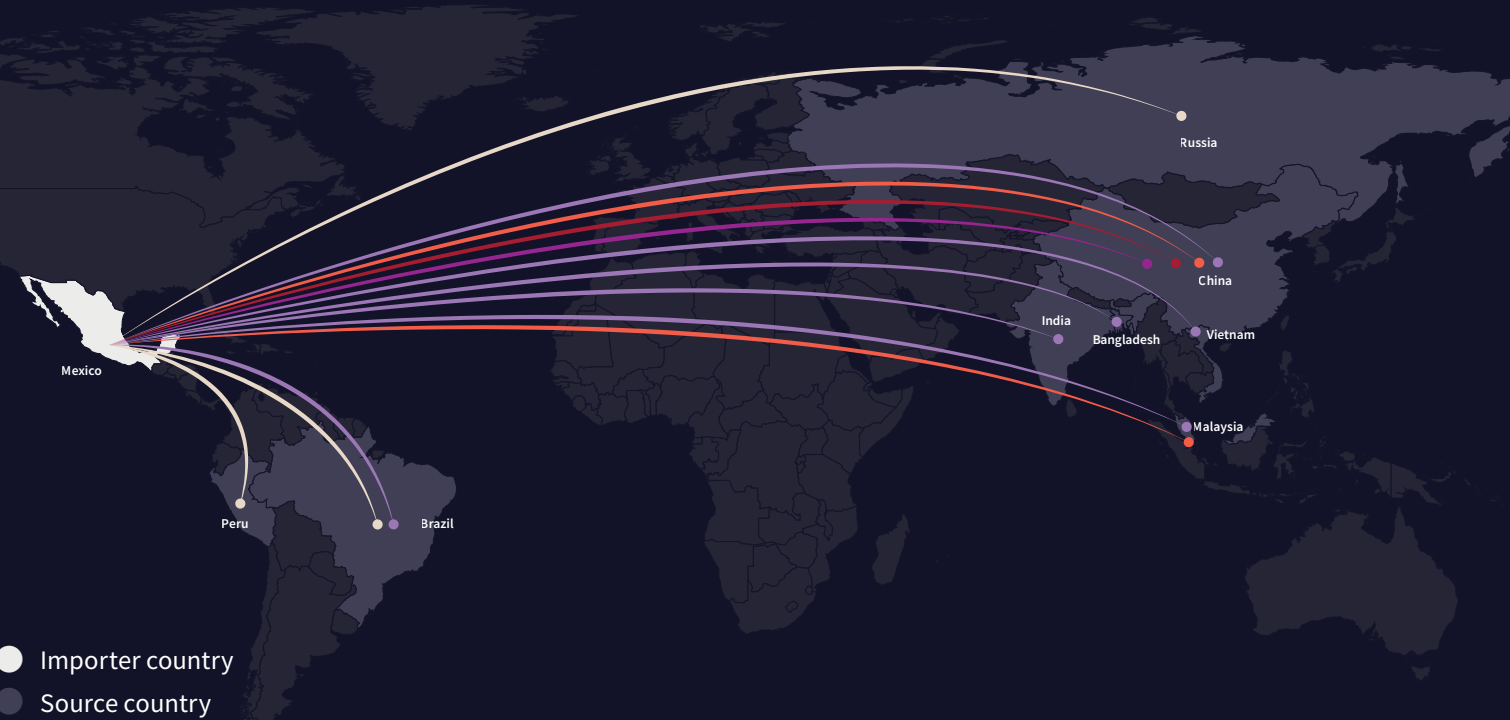 Russia
China
India
Vietnam
Bangladesh
Mexico
Malaysia
Peru
Brazil
Importer country
Source country